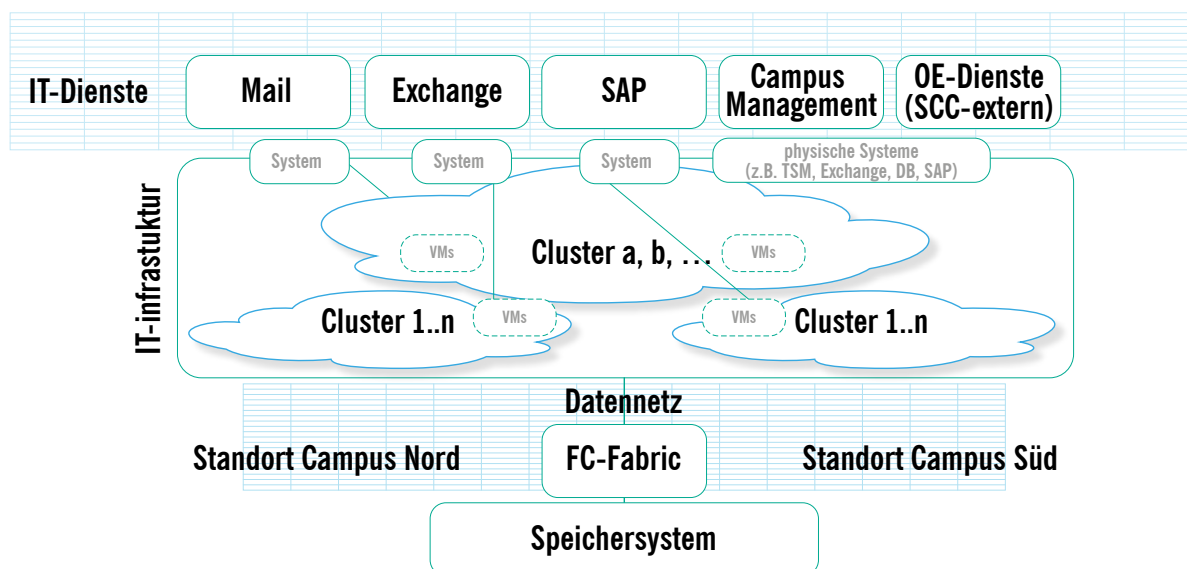 IT-Dienste
Mail
Exchange
SAP
Campus
Management
OE-Dienste
(SCC-extern)
System
System
System
physische Systeme
(z.B. TSM, Exchange, DB, SAP)
IT-infrastuktur
VMs
Cluster a, b, …
VMs
Cluster 1..n
VMs
VMs
Cluster 1..n
Datennetz
Standort Campus Nord
FC-Fabric
Standort Campus Süd
Speichersystem